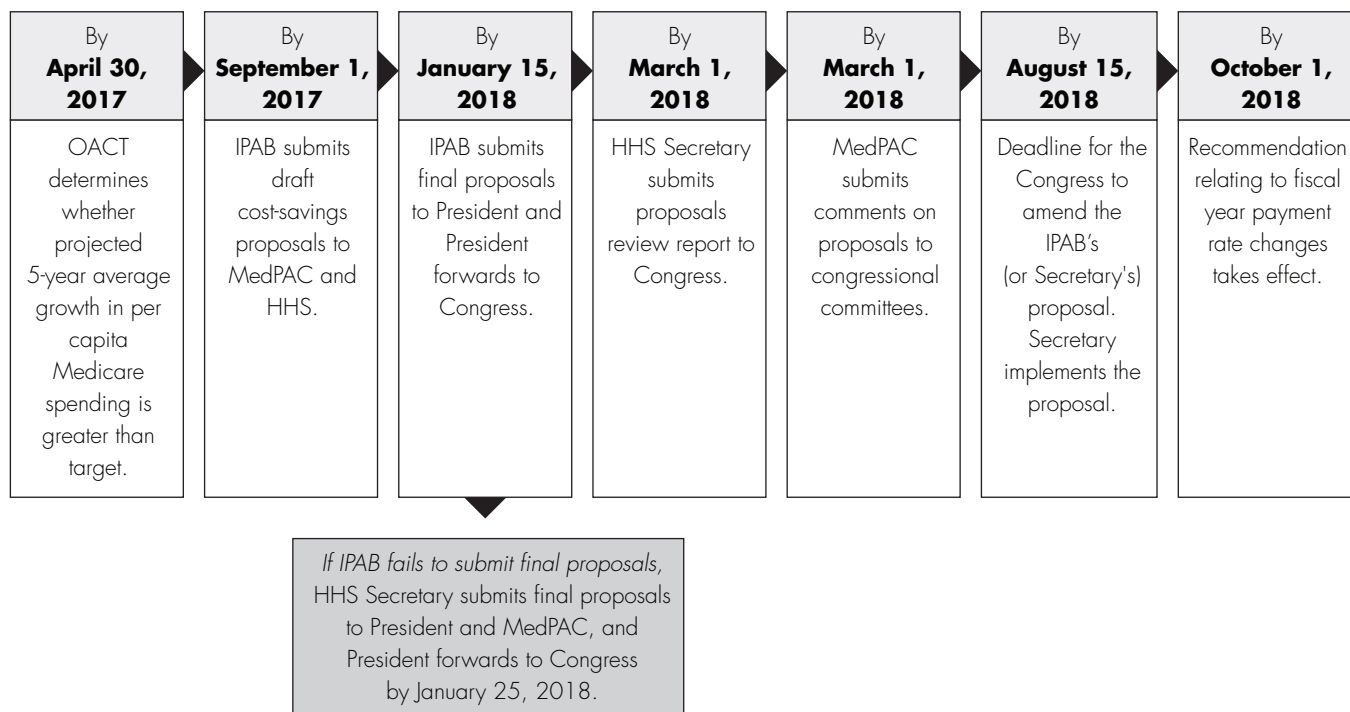 By
April 30,
2017
OACT
determines
whether
projected
5-year average
growth in per
capita
Medicare
spending is
greater than
target.
By
September 1,
2017
IPAB submits
draft
cost-savings
proposals to
MedPAC and
HHS.
By
January 15,
2018
IPAB submits
final proposals
to President and
President
forwards to
Congress.
By
March 1,
2018
HHS Secretary
submits
proposals
review report to
Congress.
By
March 1,
2018
MedPAC
submits
comments on
proposals to
congressional
committees.
By
August 15,
2018
Deadline for the
Congress to
amend the
IPAB’s
(or Secretary's)
proposal.
Secretary
implements the
proposal.
By
October 1,
2018
Recommendation
relating to fiscal
year payment
rate changes
takes effect.
If IPAB fails to submit final proposals,
HHS Secretary submits final proposals
to President and MedPAC, and
President forwards to Congress
by January 25, 2018.